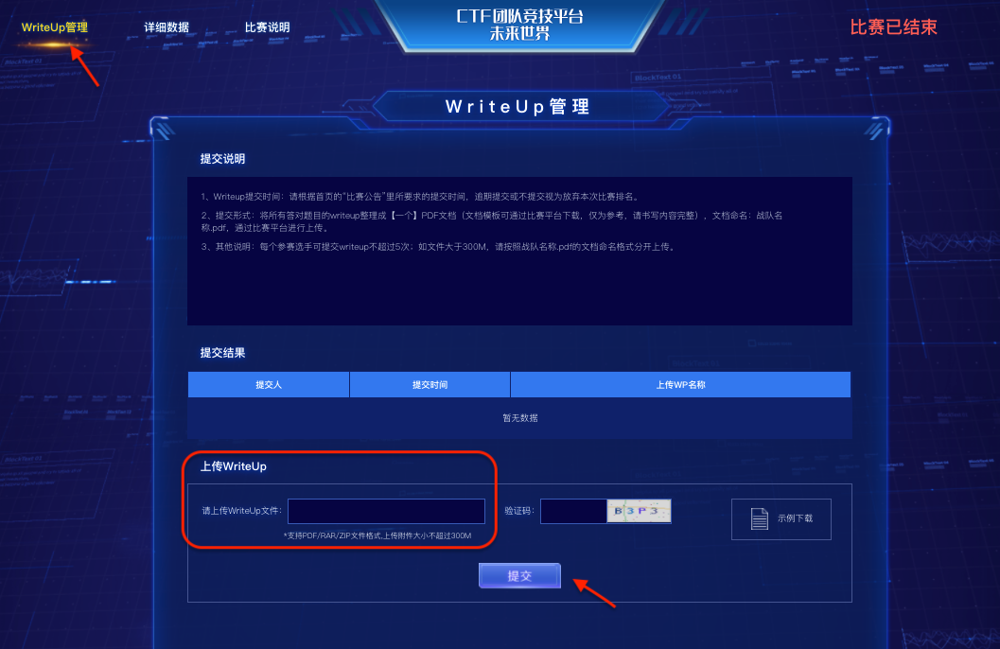 WriteUp管理
详细数据
比赛说明
CTF团队竞技平台
未来世界
比赛已结束
WriteUp管理
提交说明
1、Writeup提交时间：请根据首页的“比赛公告”里所要求的提交时间，逾期提交或不提交视为放弃本次比赛排名。
2、提交形式：将所有答对题目的writeup整理成【一个】PDF文档（文档模板可通过比赛平台下载，仅为参考，请书写内容完整），文档命名：战队名
称.pdf，通过比赛平台进行上传。
3、其他说明：每个参赛选手可提交writeup不超过5次；如文件大于300M，请按照战队名称.pdf的文档命名格式分开上传。
提交结果
提交人 提交时间 上传WP名称
暂无数据
上传WriteUp
请上传WriteUp文件： 验证码： B3P3 示例下载
*支持PDF/RAR/ZIP文件格式,上传附件大小不超过300M
提交